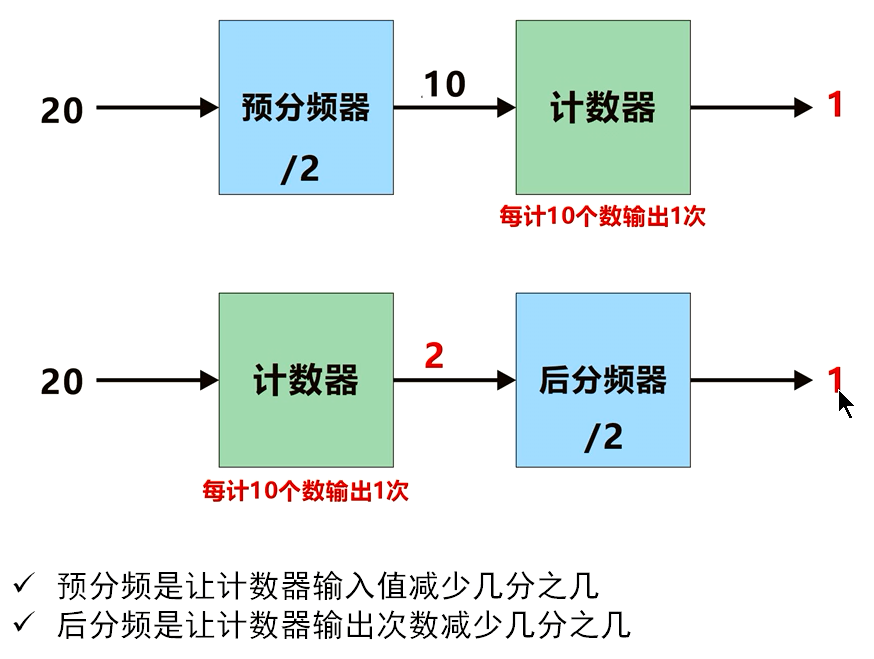 20
预分频器
/2
10
计数器
1
每计10个数输出1次
20
计数器
2
后分频器
/2
1
每计10个数输出1次
✓ 预分频是让计数器输入值减少几分之几
✓ 后分频是让计数器输出次数减少几分之几